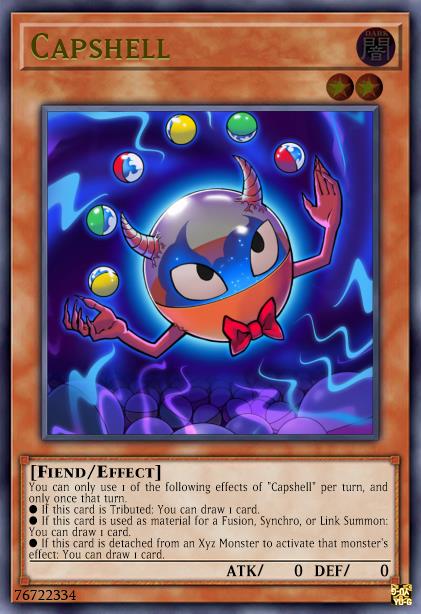 CAPSHELL
DARK
闇
[FIEND/EFFECT]
You can only use 1 of the following effects of "Capshell" per turn, and
only once that turn.
● If this card is Tributed: You can draw 1 card.
● If this card is used as material for a Fusion, Synchro, or Link Summon:
You can draw 1 card.
● If this card is detached from an Xyz Monster to activate that monster's
effect: You can draw 1 card.
ATK/ 0 DEF/ 0
76722334